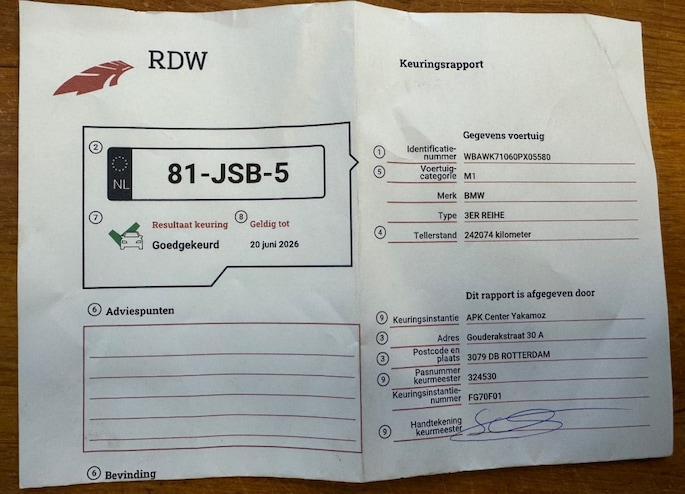 RDW
Keuringsrapport
2
NL
81-JSB-5
7 Resultaat keuring
Goedgekeurd
8 Geldig tot
20 juni 2026
6 Adviespunten
6 Bevinding
Gegevens voertuig
1 Identificatie-
nummer WBAWK71060PX05580
5 Voertuig-
categorie M1
Merk BMW
Type 3ER REIHE
4 Tellerstand 242074 kilometer
Dit rapport is afgegeven door
9 Keuringsinstantie APK Center Yakamoz
3 Adres Gouderakstraat 30 A
3 Postcode en
plaats 3079 DB ROTTERDAM
9 Pasnummer
keurmeester 324530
Keuringsinstantie-
nummer FG70F01
9 Handtekening
keurmeester